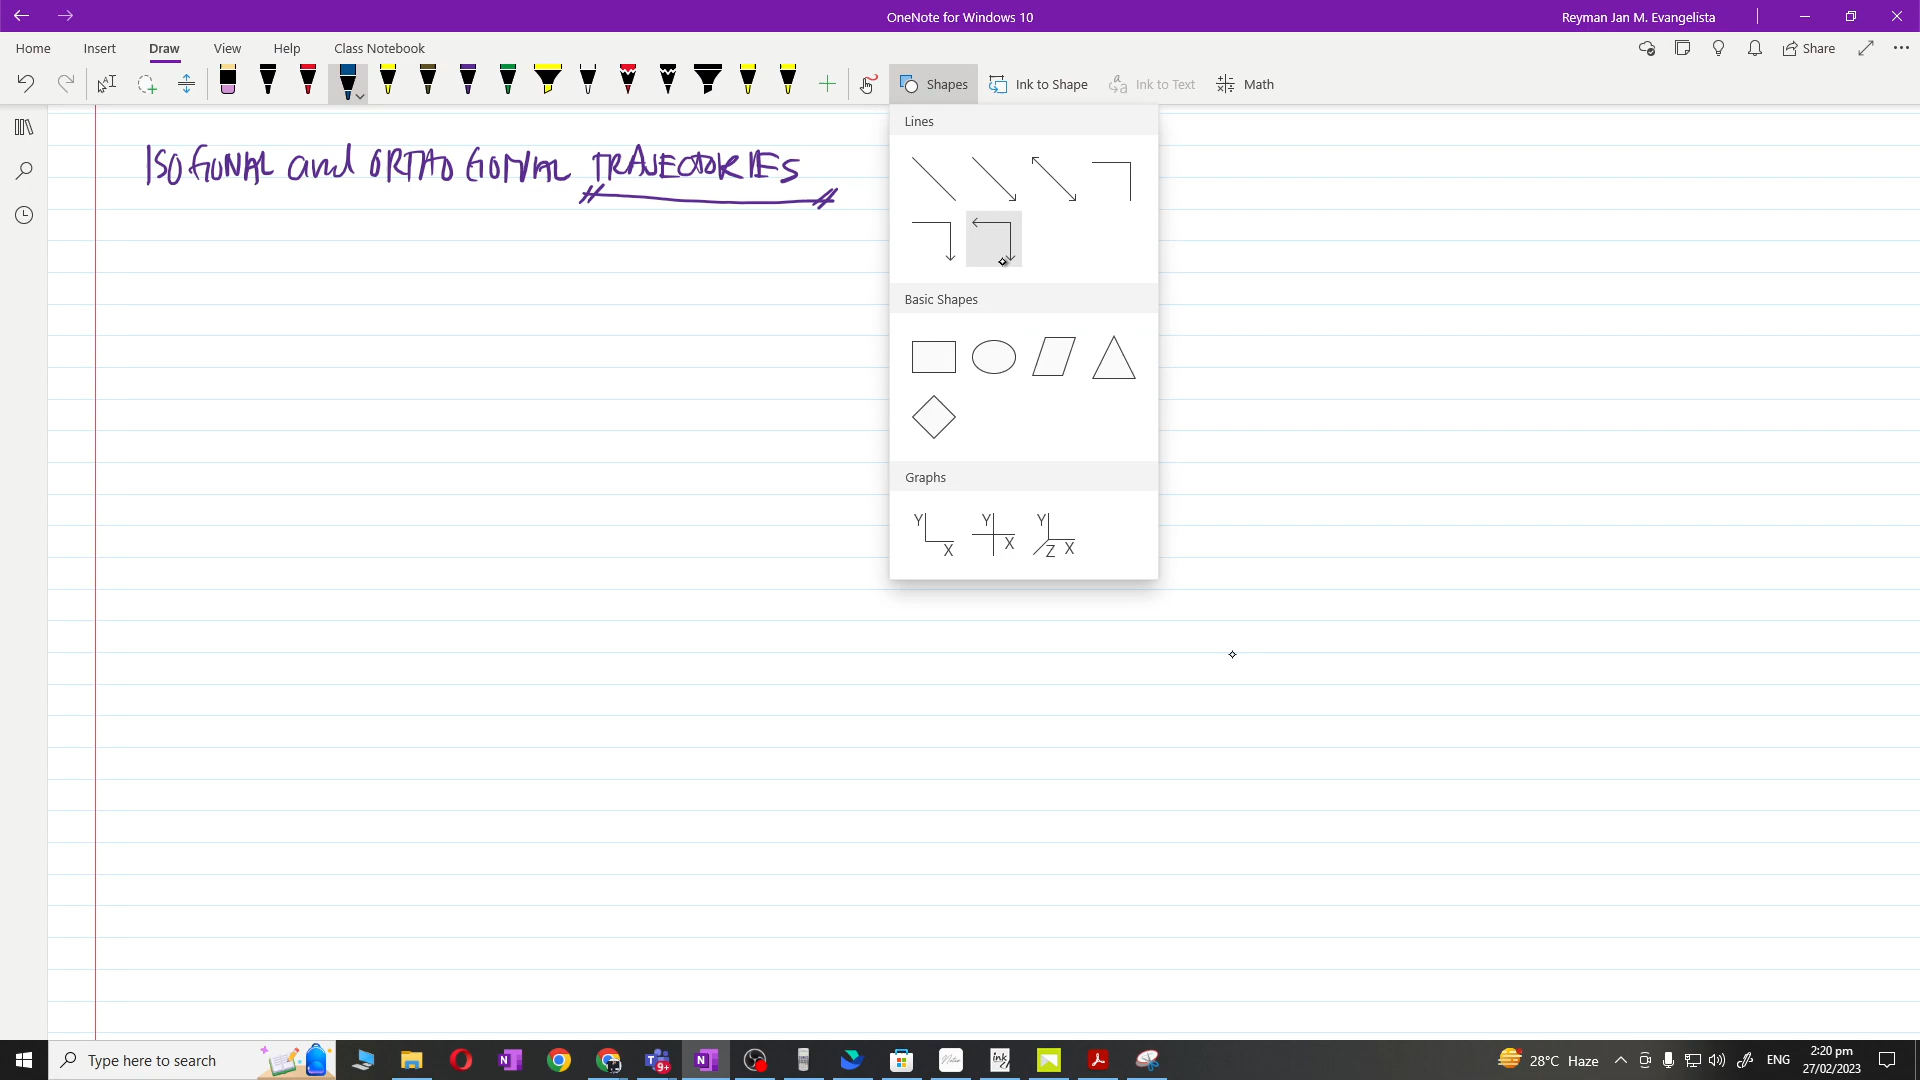 OneNote for Windows 10
Reyman Jan M. Evangelista
Home Insert Draw View Help Class Notebook
Share
Shapes Ink to Shape Ink to Text Math
ISOGONAL and ORTHOGONAL TRAJECTORIES
Lines
Basic Shapes
Graphs
Y X Y X Y Z X
Type here to search
9+
28°C Haze
ENG
2:20 pm
27/02/2023